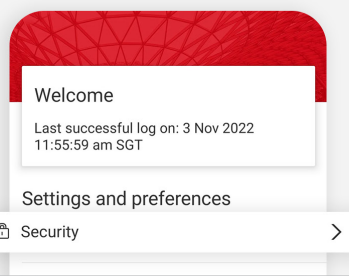 Welcome
Last successful log on: 3 Nov 2022
11:55:59 am SGT
Settings and preferences
Security